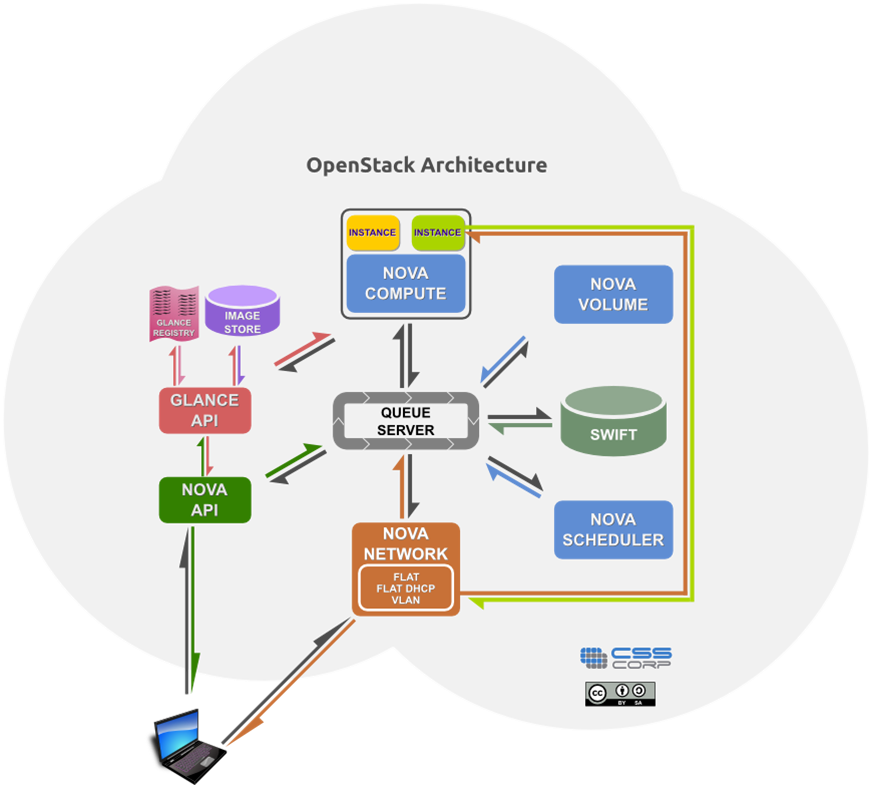 OpenStack Architecture
INSTANCE
INSTANCE
NOVA
COMPUTE
NOVA
VOLUME
GLANCE
REGISTRY
IMAGE
STORE
GLANCE
API
QUEUE
SERVER
SWIFT
NOVA
API
NOVA
SCHEDULER
NOVA
NETWORK
FLAT
FLAT DHCP
VLAN
CSS
CORP
cc
BY SA